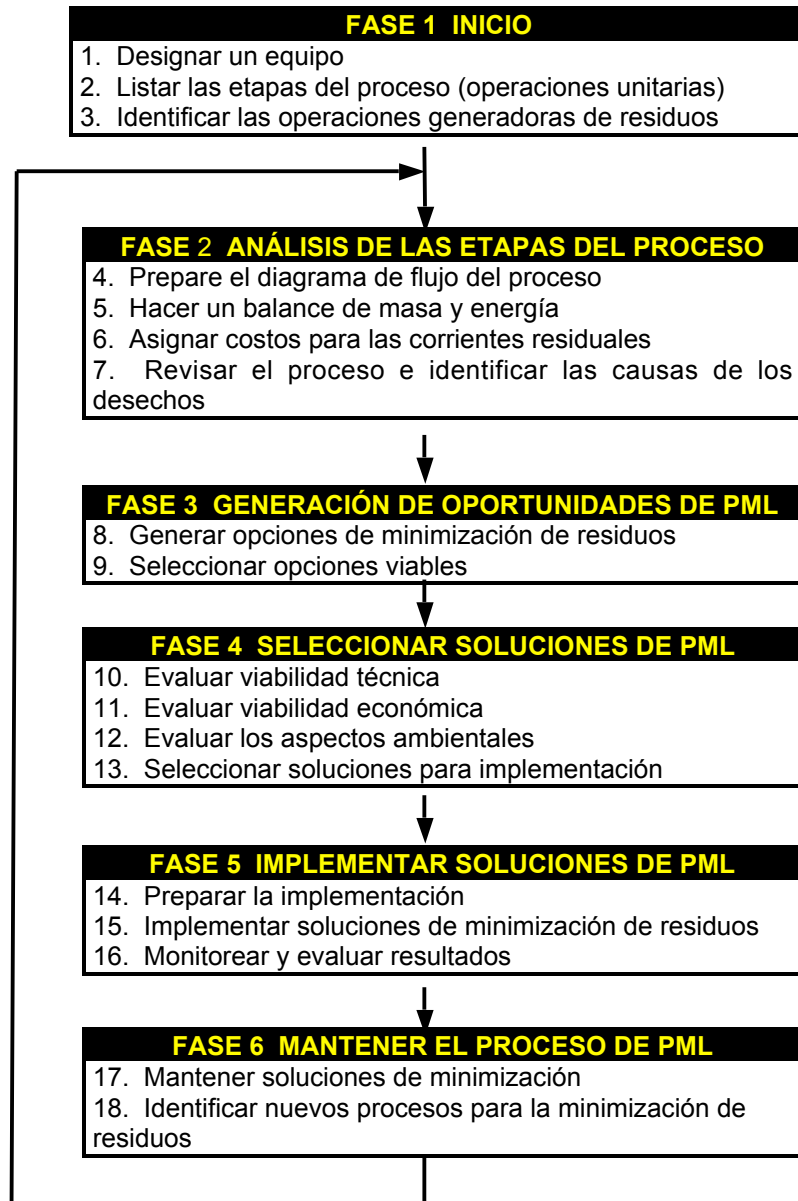 FASE 1 INICIO
1. Designar un equipo
2. Listar las etapas del proceso (operaciones unitarias)
3. Identificar las operaciones generadoras de residuos
FASE 2 ANÁLISIS DE LAS ETAPAS DEL PROCESO
4. Prepare el diagrama de flujo del proceso
5. Hacer un balance de masa y energía
6. Asignar costos para las corrientes residuales
7. Revisar el proceso e identificar las causas de los
desechos
FASE 3 GENERACIÓN DE OPORTUNIDADES DE PML
8. Generar opciones de minimización de residuos
9. Seleccionar opciones viables
FASE 4 SELECCIONAR SOLUCIONES DE PML
10. Evaluar viabilidad técnica
11. Evaluar viabilidad económica
12. Evaluar los aspectos ambientales
13. Seleccionar soluciones para implementación
FASE 5 IMPLEMENTAR SOLUCIONES DE PML
14. Preparar la implementación
15. Implementar soluciones de minimización de residuos
16. Monitorear y evaluar resultados
FASE 6 MANTENER EL PROCESO DE PML
17. Mantener soluciones de minimización
18. Identificar nuevos procesos para la minimización de
residuos